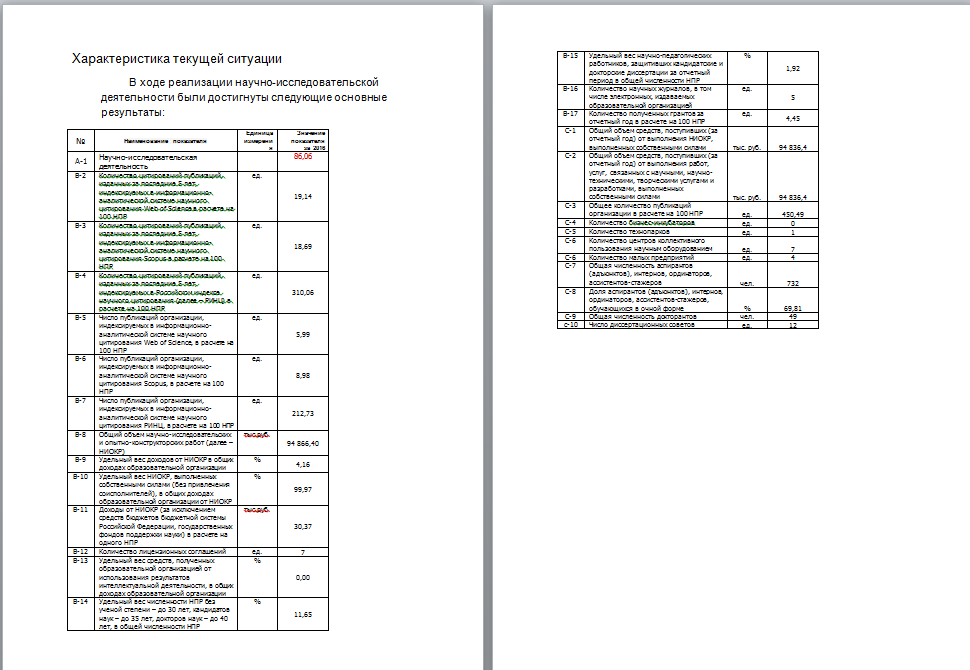 Характеристика текущей ситуации
В ходе реализации научно-исследовательской
деятельности были достигнуты следующие основные
результаты:
№ Наименование показателя Единица измерения Значение показателя за 2016
А-1 Научно-исследовательская 86,06
деятельность
В-2 Количество цитирований публикаций, ед.
изданных за последние 5 лет,
индексируемых в информационно-
аналитической системе научного 19,14
цитирования Web of Science в расчете на
100 НПР
В-3 Количество цитирований публикаций, ед.
изданных за последние 5 лет,
индексируемых в информационно-
аналитической системе научного 18,69
цитирования Scopus в расчете на 100
НПР
В-4 Количество цитирований публикаций, ед.
изданных за последние 5 лет,
индексируемых в Российском индексе 310,06
научного цитирования (далее – РИНЦ) в
расчете на 100 НПР
В-5 Число публикаций организации, ед.
индексируемых в информационно-
аналитической системе научного 5,99
цитирования Web of Science, в расчете на
100 НПР
В-6 Число публикаций организации, ед.
индексируемых в информационно-
аналитической системе научного 8,98
цитирования Scopus, в расчете на 100
НПР
В-7 Число публикаций организации, ед.
индексируемых в информационно-
аналитической системе научного 212,73
цитирования РИНЦ, в расчете на 100 НПР
В-8 Общий объем научно-исследовательских тыс.руб.
и опытно-конструкторских работ (далее – 94 866,40
НИОКР)
В-9 Удельный вес доходов от НИОКР в общих %
доходах образовательной организации 4,16
В-10 Удельный вес НИОКР, выполненных %
собственными силами (без привлечения
соисполнителей), в общих доходах 99,97
образовательной организации от НИОКР
В-11 Доходы от НИОКР (за исключением тыс.руб.
средств бюджетов бюджетной системы
Российской Федерации, государственных 30,37
фондов поддержки науки) в расчете на
одного НПР
В-12 Количество лицензионных соглашений ед. 7
В-13 Удельный вес средств, полученных %
образовательной организацией от
использования результатов 0,00
интеллектуальной деятельности, в общих
доходах образовательной организации
В-14 Удельный вес численности НПР без %
ученой степени – до 30 лет, кандидатов
наук – до 35 лет, докторов наук – до 40 11,65
лет, в общей численности НПР
В-15 Удельный вес научно-педагогических %
работников, защитивших кандидатские и
докторские диссертации за отчетный 1,92
период в общей численности НПР
В-16 Количество научных журналов, в том ед.
числе электронных, издаваемых 5
образовательной организацией
В-17 Количество полученных грантов за ед.
отчетный год в расчете на 100 НПР 4,45
С-1 Общий объем средств, поступивших (за
отчетный год) от выполнения НИОКР,
выполненных собственными силами тыс. руб. 94 836,4
С-2 Общий объем средств, поступивших (за
отчетный год) от выполнения работ,
услуг, связанных с научными, научно-
техническими, творческими услугами и
разработками, выполненных
собственными силами тыс. руб. 94 836,4
С-3 Общее количество публикаций
организации в расчете на 100 НПР ед. 450,49
С-4 Количество бизнес-инкубаторов ед. 0
С-5 Количество технопарков ед. 1
С-6 Количество центров коллективного
пользования научным оборудованием ед. 7
С-6 Количество малых предприятий ед. 4
С-7 Общая численность аспирантов
(адъюнктов), интернов, ординаторов,
ассистентов-стажеров чел. 732
С-8 Доля аспирантов (адъюнктов), интернов,
ординаторов, ассистентов-стажеров,
обучающихся в очной форме % 69,81
С-9 Общая численность докторантов чел. 49
с-10 Число диссертационных советов ед. 12